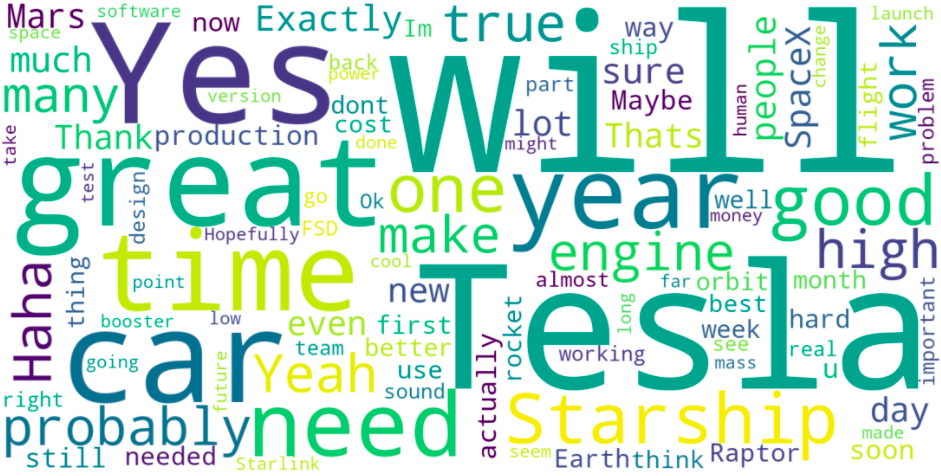 Mars
software
now
Exactly
Im
true
way
launch
space
Yes
Will
ship
people
SpaceX
change
work
much
back
power
sure
many
version
dont
part
Maybe
human
flight
problem
Thank
production
cost
lot
Thats
take
done
might
great
one
year
well
good
test
design
go
Ok
money
FSD
make
Hopefully
engine
high
Haha
time
cool
Tesla
thing
point
new
almost
far
orbit
month
booster
low
even
first
rocket
long
best
important
car
team
better
week
hard
going
Yeah
use
actually
working
see
real
future
sound
mass
u
right
probably
need
Starship
day
made
still
needed
Starlink
seem
Earth
think
Raptor
soon